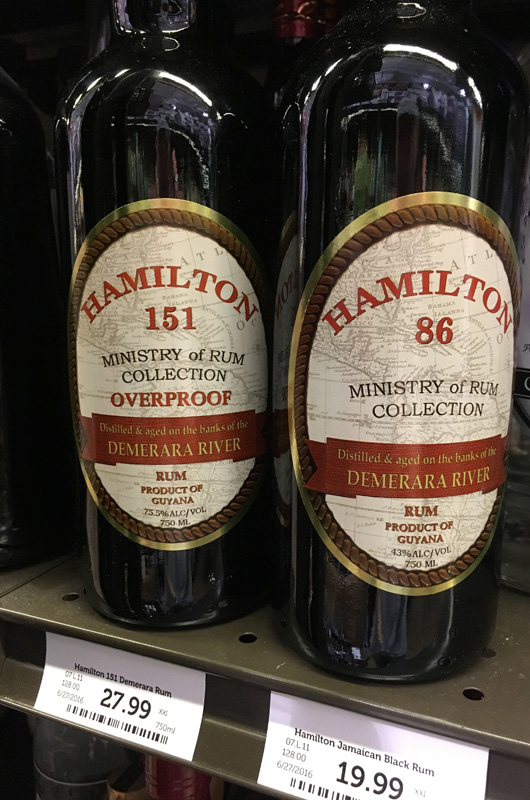 HAMILTON
151
MINISTRY of RUM
COLLECTION
OVERPROOF
Distilled & aged on the banks of the
DEMERARA RIVER
RUM
PRODUCT OF
GUYANA
75.5%ALC/VOL
750 ML
HAMILTON
86
MINISTRY of RUM
COLLECTION
Distilled & aged on the banks of the
DEMERARA RIVER
RUM
PRODUCT OF
GUYANA
43%ALC/VOL
750 ML
Hamilton 151 Demerara Rum
07 L 11
128.00
6/27/2016
27.99
XXL
750ml
Hamilton Jamaican Black Rum
07 L 11
128.00
6/27/2016
19.99
XXL